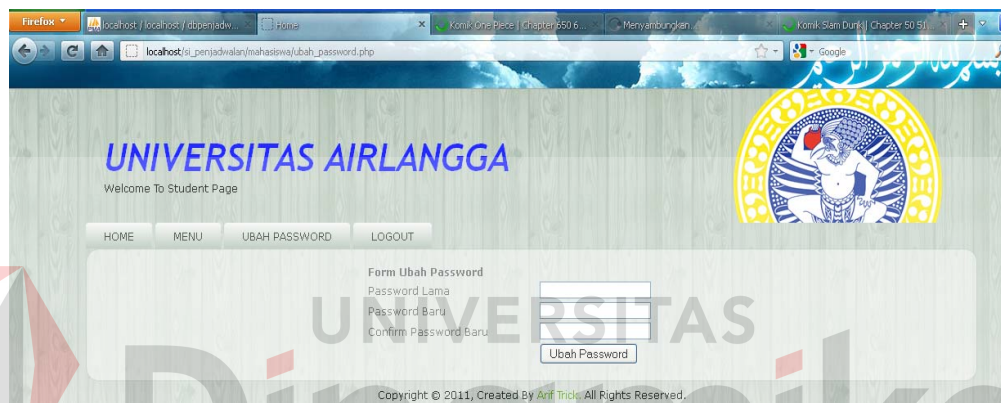 Firefox
localhost / localhost / dbpenjadw...
Home
Komik One Piece | Chapter 650 6...
Menyambungkan...
Komik Slam Dunk | Chapter 50 51...
localhost/si_penjadwalan/mahasiswa/ubah_password.php
Google
UNIVERSITAS AIRLANGGA
Welcome To Student Page
HOME MENU UBAH PASSWORD LOGOUT
Form Ubah Password
Password Lama
Password Baru
Confirm Password Baru
Ubah Password
UNIVERSITAS
Dinamika
Copyright © 2011, Created By Arif Trick. All Rights Reserved.